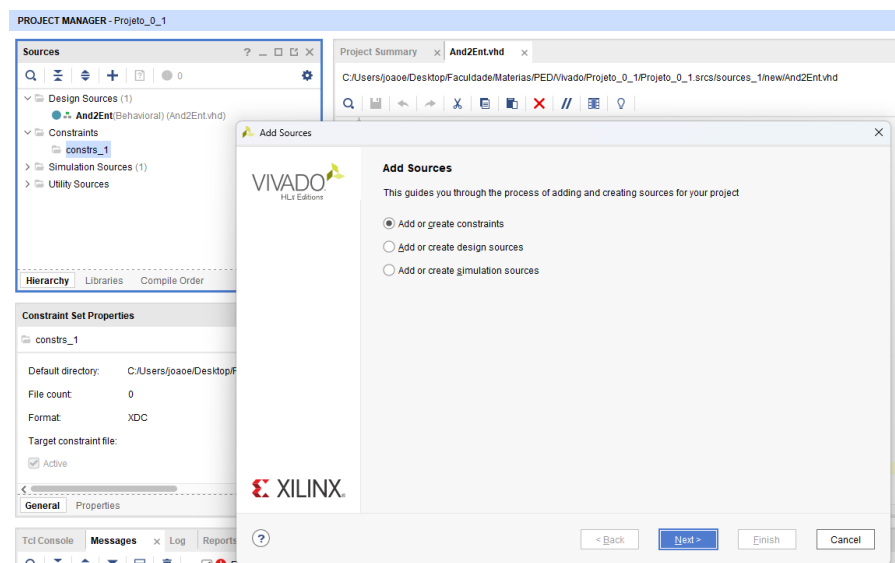 PROJECT MANAGER - Projeto_0_1
Sources
0
Design Sources (1)
And2Ent(Behavioral) (And2Ent.vhd)
Constraints
constrs_1
Simulation Sources (1)
Utility Sources
Hierarchy Libraries Compile Order
Constraint Set Properties
constrs_1
Default directory: C:/Users/joaoe/Desktop/F
File count: 0
Format: XDC
Target constraint file:
Active
General Properties
Tcl Console Messages Log Reports
Project Summary And2Ent.vhd
C:/Users/joaoe/Desktop/Faculdade/Materias/PED/Vivado/Projeto_0_1/Projeto_0_1.srcs/sources_1/new/And2Ent.vhd
Add Sources
VIVADO
HLx Editions
Add Sources
This guides you through the process of adding and creating sources for your project
Add or create constraints
Add or create design sources
Add or create simulation sources
XILINX
< Back Next > Finish Cancel